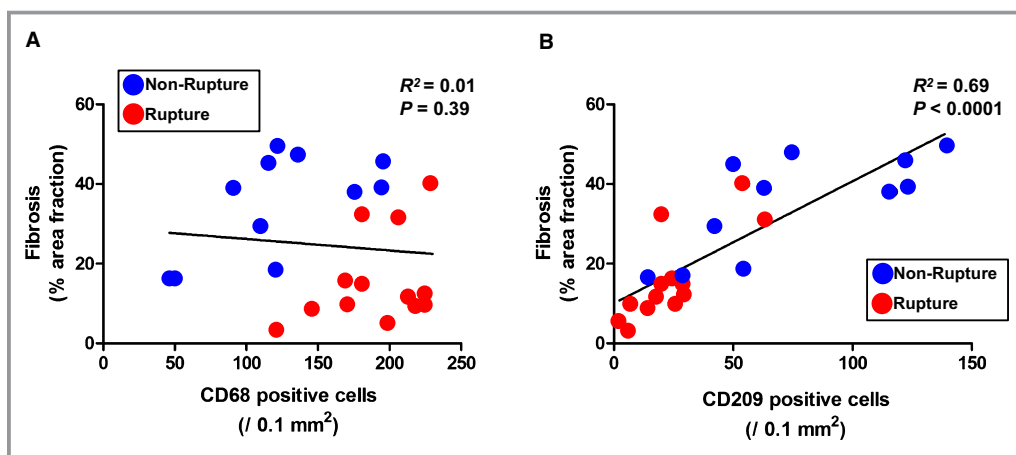 A
Non-Rupture
Rupture
R² = 0.01
P = 0.39
Fibrosis
(% area fraction)
60
40
20
0
0 50 100 150 200 250
CD68 positive cells
(/ 0.1 mm²)
B
R² = 0.69
P < 0.0001
Fibrosis
(% area fraction)
60
40
20
0
Non-Rupture
Rupture
0 50 100 150
CD209 positive cells
(/ 0.1 mm²)